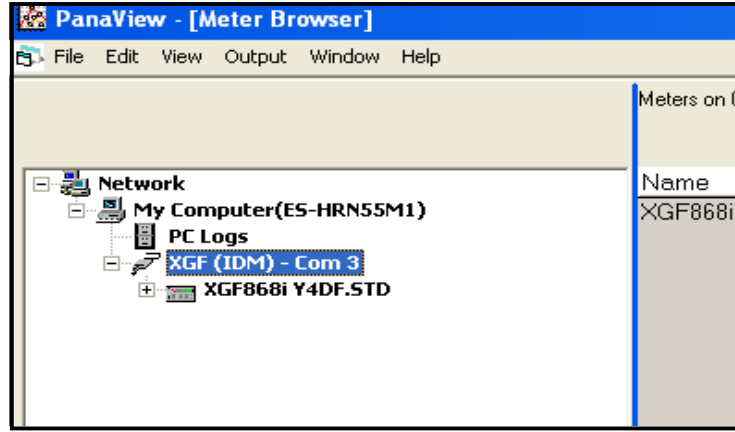 PanaView - [Meter Browser]
File Edit View Output Window Help
Meters on
Network
Name
My Computer(ES-HRN55M1)
XGF868i
PC Logs
XGF (IDM) - Com 3
XGF868i Y4DF.STD